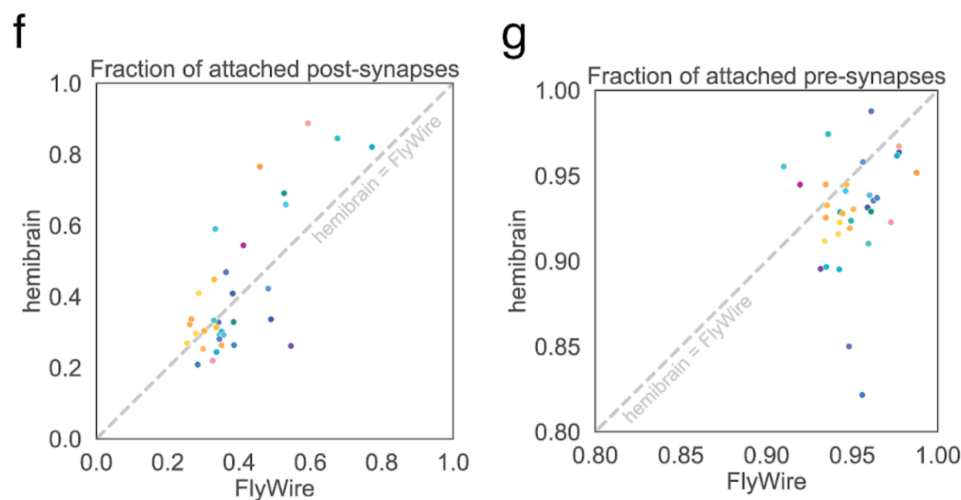 f
Fraction of attached post-synapses
1.0
0.8
0.6
0.4
0.2
0.0
hemibrain
hemibrain = FlyWire
0.0 0.2 0.4 0.6 0.8 1.0
FlyWire
g
Fraction of attached pre-synapses
1.00
0.95
0.90
0.85
0.80
hemibrain
hemibrain = FlyWire
0.80 0.85 0.90 0.95 1.00
FlyWire